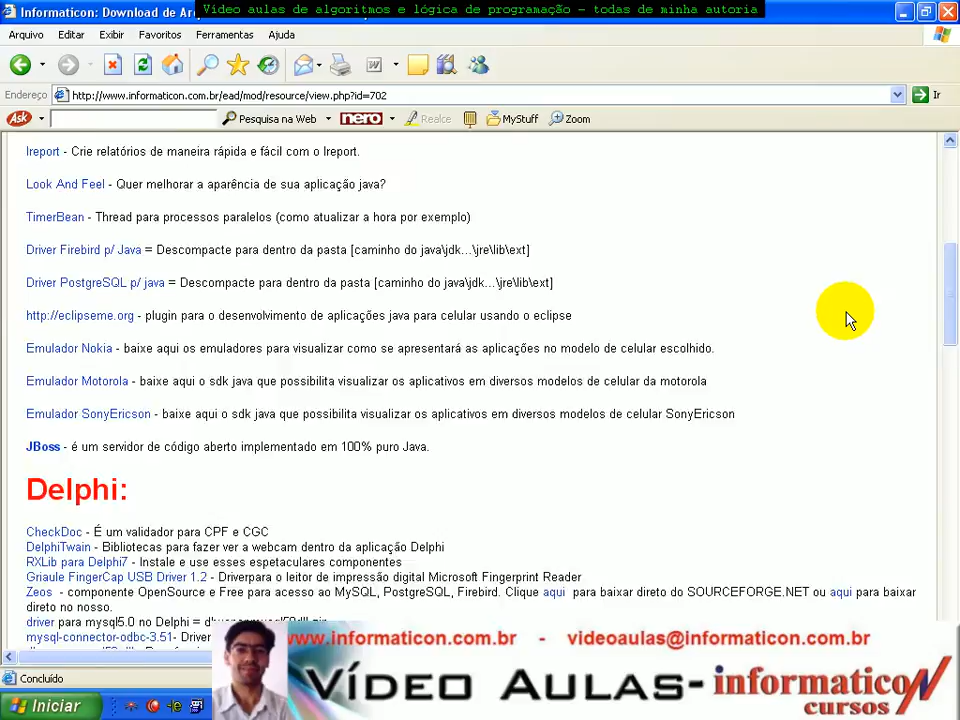 Informaticon: Download de Ar
Vídeo aulas de algoritmos e lógica de programação - todas de minha autoria
Arquivo Editar Exibir Favoritos Ferramentas Ajuda
Endereço http://www.informaticon.com.br/ead/mod/resource/view.php?id=702 Ir
Ask Pesquisa na Web nero Realce MyStuff Zoom
Ireport - Crie relatórios de maneira rápida e fácil com o Ireport.
Look And Feel - Quer melhorar a aparência de sua aplicação java?
TimerBean - Thread para processos paralelos (como atualizar a hora por exemplo)
Driver Firebird p/ Java = Descompacte para dentro da pasta [caminho do java\jdk...\jre\lib\ext]
Driver PostgreSQL p/ java = Descompacte para dentro da pasta [caminho do java\jdk...\jre\lib\ext]
http://eclipseme.org - plugin para o desenvolvimento de aplicações java para celular usando o eclipse
Emulador Nokia - baixe aqui os emuladores para visualizar como se apresentará as aplicações no modelo de celular escolhido.
Emulador Motorola - baixe aqui o sdk java que possibilita visualizar os aplicativos em diversos modelos de celular da motorola
Emulador SonyEricson - baixe aqui o sdk java que possibilita visualizar os aplicativos em diversos modelos de celular SonyEricson
JBoss - é um servidor de código aberto implementado em 100% puro Java.
Delphi:
CheckDoc - É um validador para CPF e CGC
DelphiTwain - Bibliotecas para fazer ver a webcam dentro da aplicação Delphi
RXLib para Delphi7 - Instale e use esses espetaculares componentes
Griaule FingerCap USB Driver 1.2 - Driverpara o leitor de impressão digital Microsoft Fingerprint Reader
Zeos - componente OpenSource e Free para acesso ao MySQL, PostgreSQL, Firebird. Clique aqui para baixar direto do SOURCEFORGE.NET ou aqui para baixar
direto no nosso.
driver para mysql5.0 no Delphi =
mysql-connector-odbc-3.51- Driver
www.informaticon.com.br - videoaulas@informaticon.com.br
Concluído
Vídeo Aulas- informaticon
cursos
Iniciar